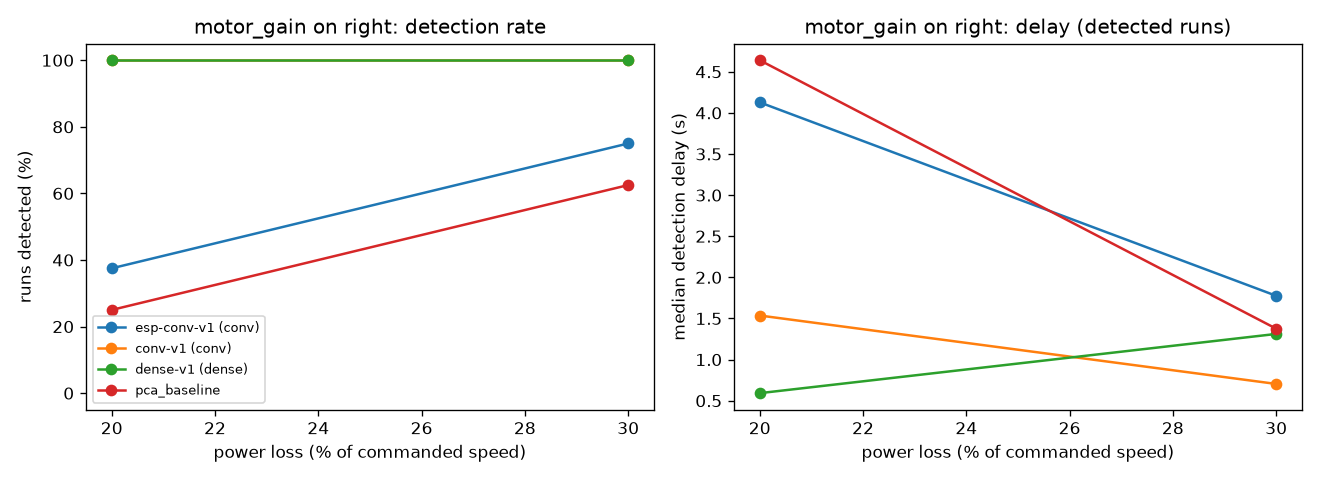 motor_gain on right: detection rate
100
80
60
40
20
0
runs detected (%)
esp-conv-v1 (conv)
conv-v1 (conv)
dense-v1 (dense)
pca_baseline
20 22 24 26 28 30
power loss (% of commanded speed)
motor_gain on right: delay (detected runs)
4.5
4.0
3.5
3.0
2.5
2.0
1.5
1.0
0.5
median detection delay (s)
20 22 24 26 28 30
power loss (% of commanded speed)